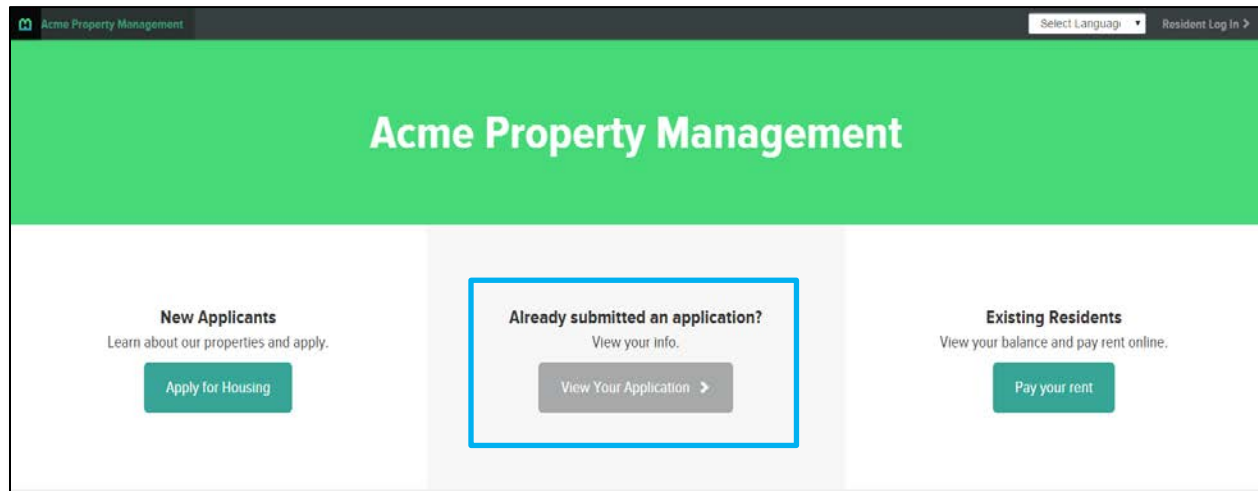 Acme Property Management
Select Languag
Resident Log In >
Acme Property Management
New Applicants
Learn about our properties and apply.
Apply for Housing
Already submitted an application?
View your info.
View Your Application >
Existing Residents
View your balance and pay rent online.
Pay your rent